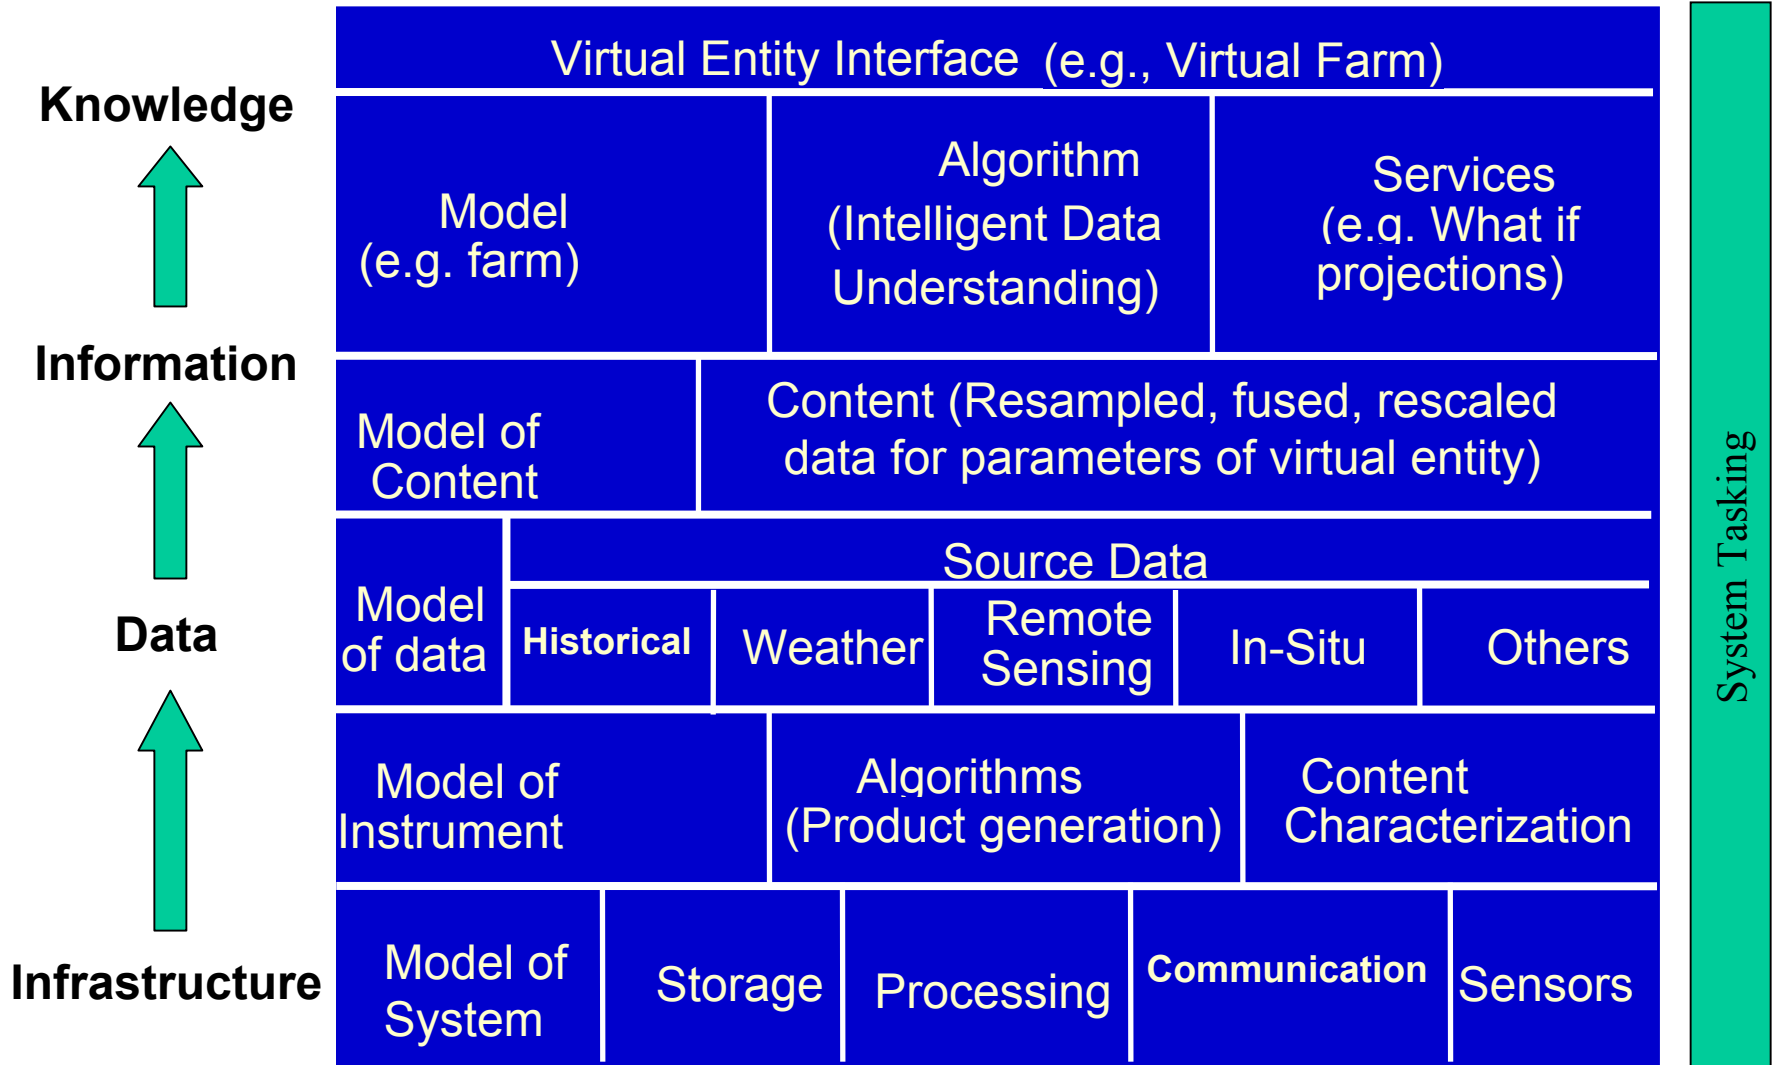 Virtual Entity Interface (e.g., Virtual Farm)
Knowledge
Model
(e.g. farm)
Algorithm
(Intelligent Data
Understanding)
Services
(e.g. What if
projections)
Information
Model of
Content
Content (Resampled, fused, rescaled
data for parameters of virtual entity)
Data
Model
of data
Source Data
Historical
Weather
Remote
Sensing
In-Situ
Others
Model of
Instrument
Algorithms
(Product generation)
Content
Characterization
Infrastructure
Model of
System
Storage
Processing
Communication
Sensors
System Tasking